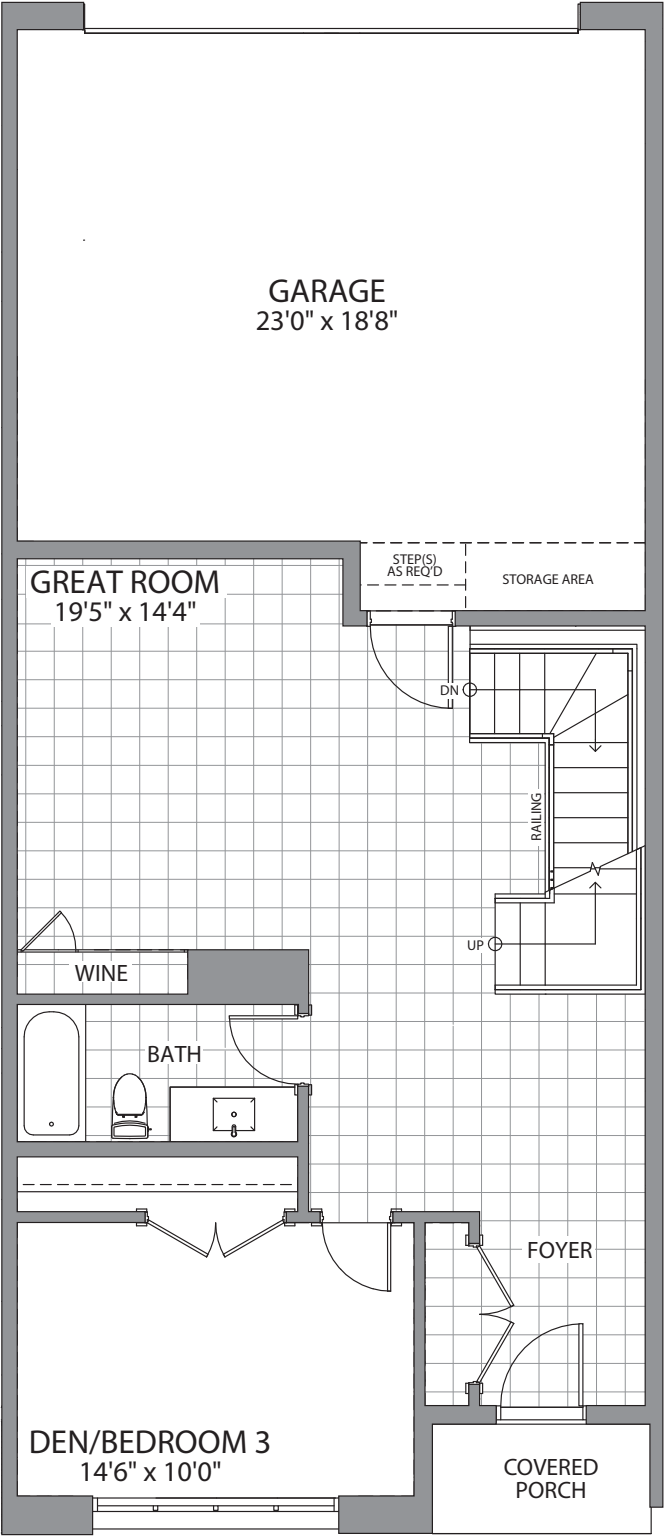 GARAGE
23'0" x 18'8"
STEP(S)
AS REQ'D
STORAGE AREA
GREAT ROOM
19'5" x 14'4"
DN
RAILING
UP
WINE
BATH
FOYER
DEN/BEDROOM 3
14'6" x 10'0"
COVERED
PORCH